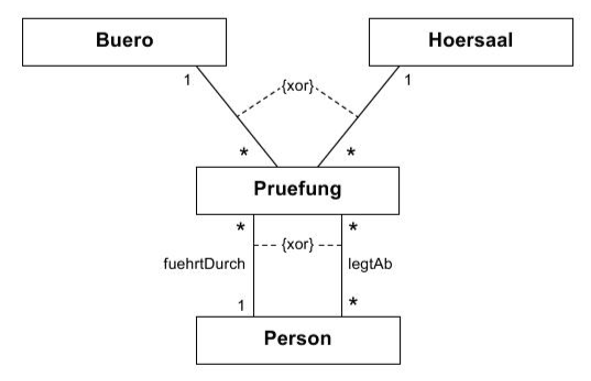 Buero Hoersaal
1 {xor} 1
* *
Pruefung
* *
{xor}
fuehrtDurch legtAb
1 *
Person